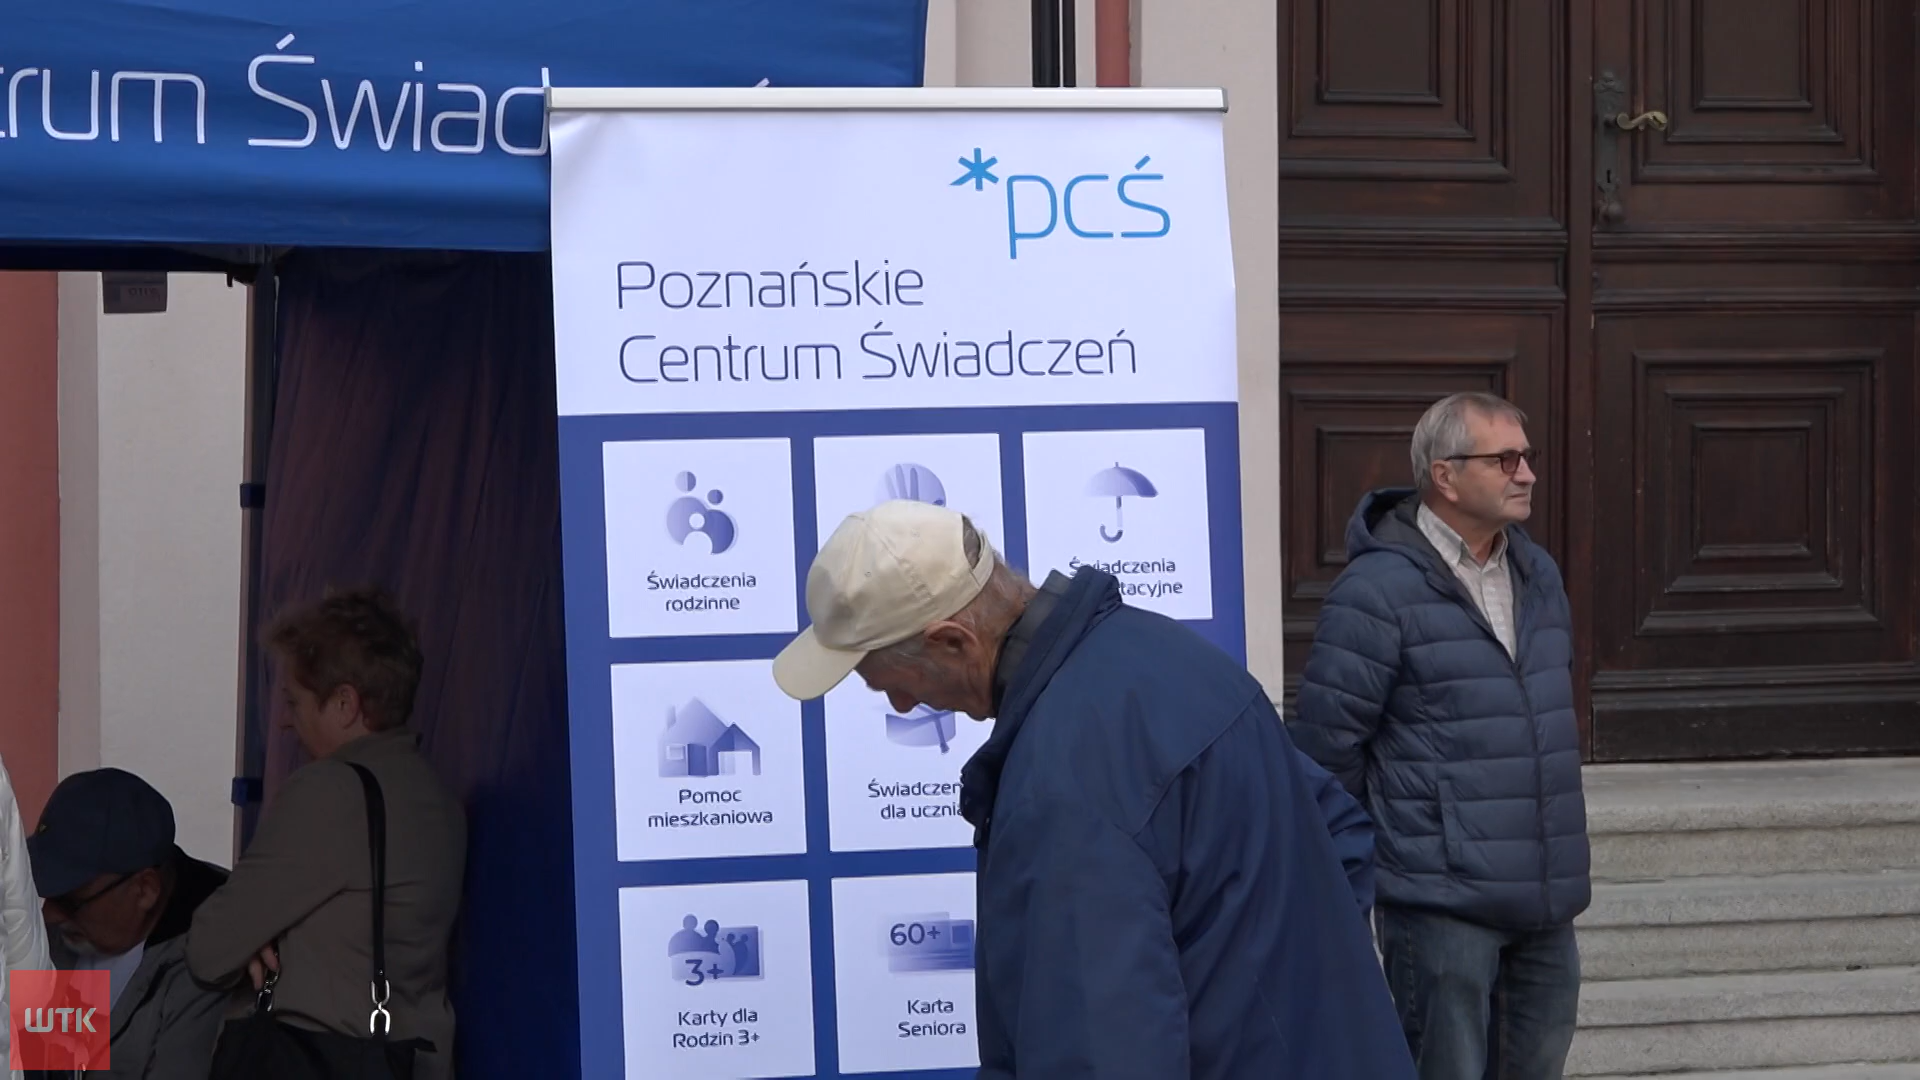 Świad
*pcś
Poznańskie
Centrum Świadczeń
Świadczenia
rodzinne
Świadczenia
Pomoc
mieszkaniowa
dla ucznia
3+
Karty dla
Rodzin 3+
60+
Karta
Seniora
WTK